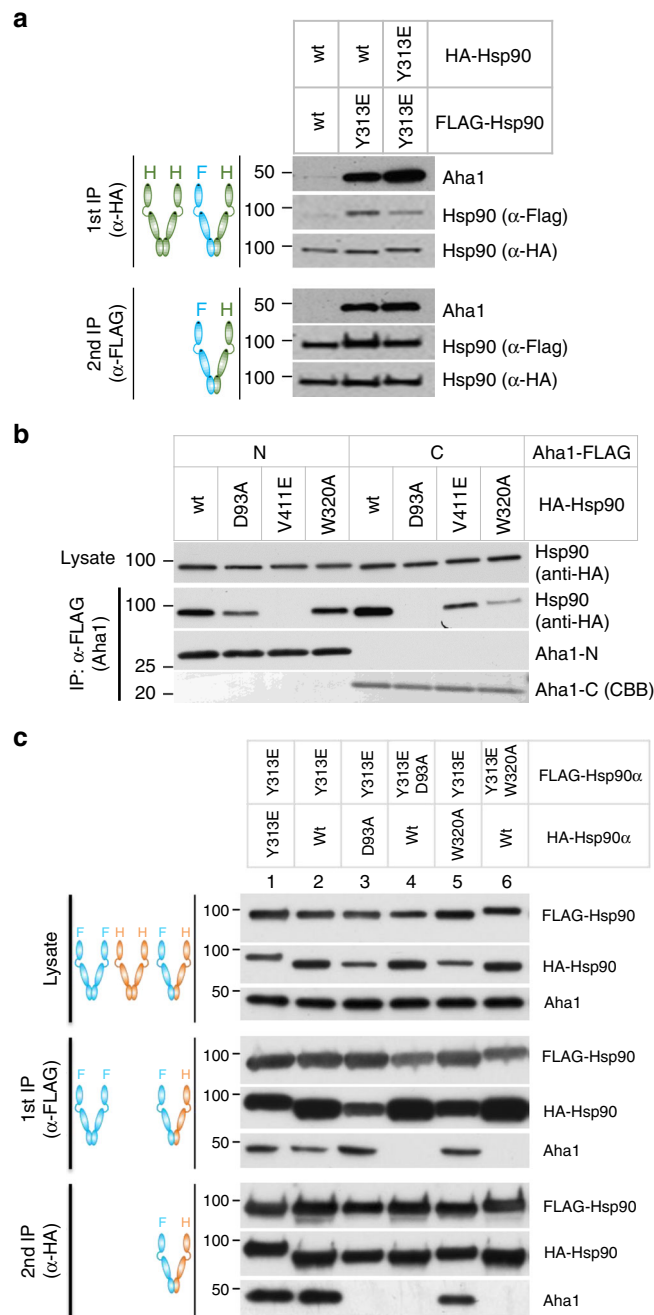 a
wt
wt
Y313E
HA-Hsp90
wt
Y313E
Y313E
FLAG-Hsp90
1st IP
(α-HA)
H H F H
50
Aha1
100
Hsp90 (α-Flag)
100
Hsp90 (α-HA)
2nd IP
(α-FLAG)
F H
50
Aha1
100
Hsp90 (α-Flag)
100
Hsp90 (α-HA)
b
N
C
Aha1-FLAG
wt
D93A
V411E
W320A
wt
D93A
V411E
W320A
HA-Hsp90
Lysate
100
Hsp90
(anti-HA)
IP: α-FLAG
(Aha1)
100
Hsp90
(anti-HA)
Aha1-N
25
20
Aha1-C (CBB)
c
Y313E
Y313E
Y313E
Y313E
D93A
Y313E
Y313E
W320A
FLAG-Hsp90α
Y313E
Wt
D93A
Wt
W320A
Wt
HA-Hsp90α
1 2 3 4 5 6
Lysate
F F H H F H
100
FLAG-Hsp90
100
HA-Hsp90
50
Aha1
1st IP
(α-FLAG)
F F F H
100
FLAG-Hsp90
100
HA-Hsp90
50
Aha1
2nd IP
(α-HA)
F H
100
FLAG-Hsp90
100
HA-Hsp90
50
Aha1